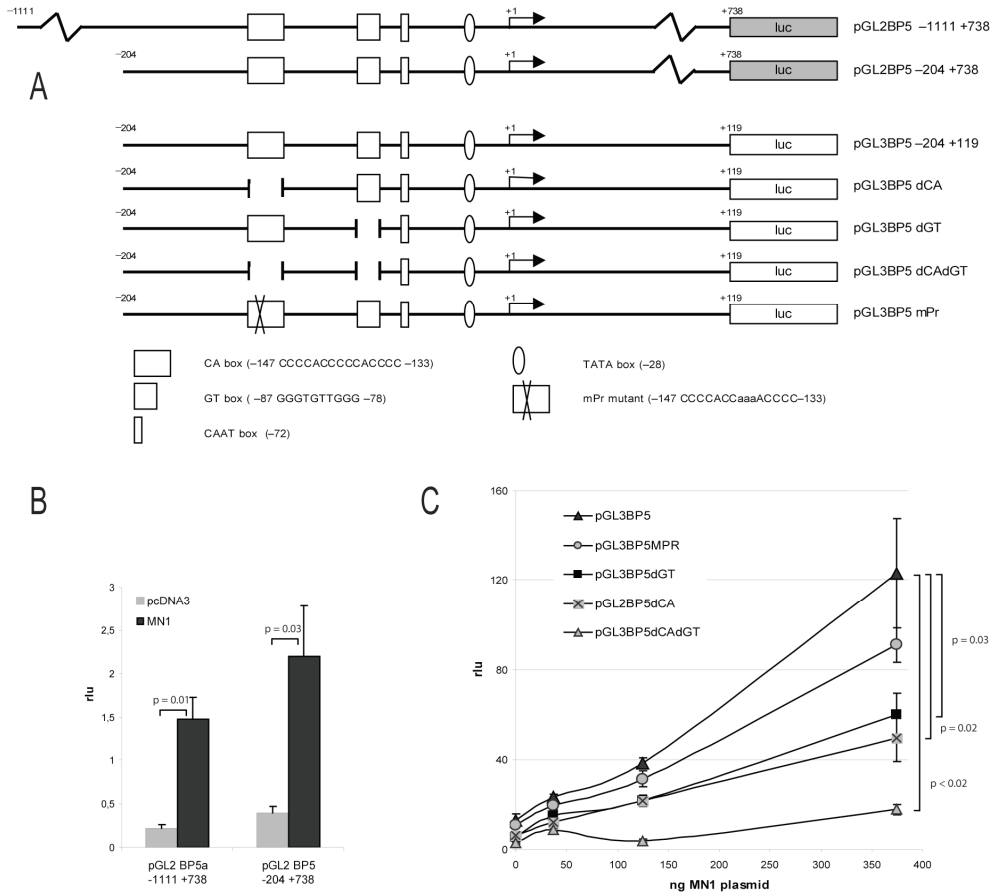 −1111 +1 +738 luc pGL2BP5 −1111 +738
−204 +1 +738 luc pGL2BP5 −204 +738
A
−204 +1 +119 luc pGL3BP5 −204 +119
−204 +1 +119 luc pGL3BP5 dCA
−204 +1 +119 luc pGL3BP5 dGT
−204 +1 +119 luc pGL3BP5 dCAdGT
−204 +1 +119 luc pGL3BP5 mPr
CA box (−147 CCCCACCCCCACCCC −133)
GT box ( −87 GGGTGTTGGG −78)
CAAT box (−72)
TATA box (−28)
mPr mutant (−147 CCCCACCaaaACCCC−133)
B
rlu
3
2,5
2
1,5
1
0,5
0
pcDNA3
MN1
p = 0.01
p = 0.03
pGL2 BP5a
-1111 +738
pGL2 BP5
-204 +738
C
rlu
160
120
80
40
0
pGL3BP5
pGL3BP5MPR
pGL3BP5dGT
pGL2BP5dCA
pGL3BP5dCAdGT
p = 0.03
p = 0.02
p < 0.02
0 50 100 150 200 250 300 350 400
ng MN1 plasmid